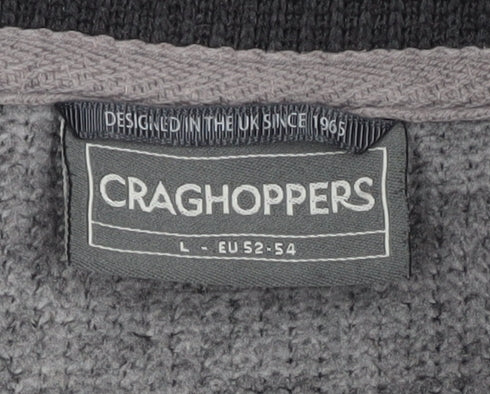 DESIGNED IN THE UK SINCE 1965
CRAGHOPPERS
L - EU 52-54